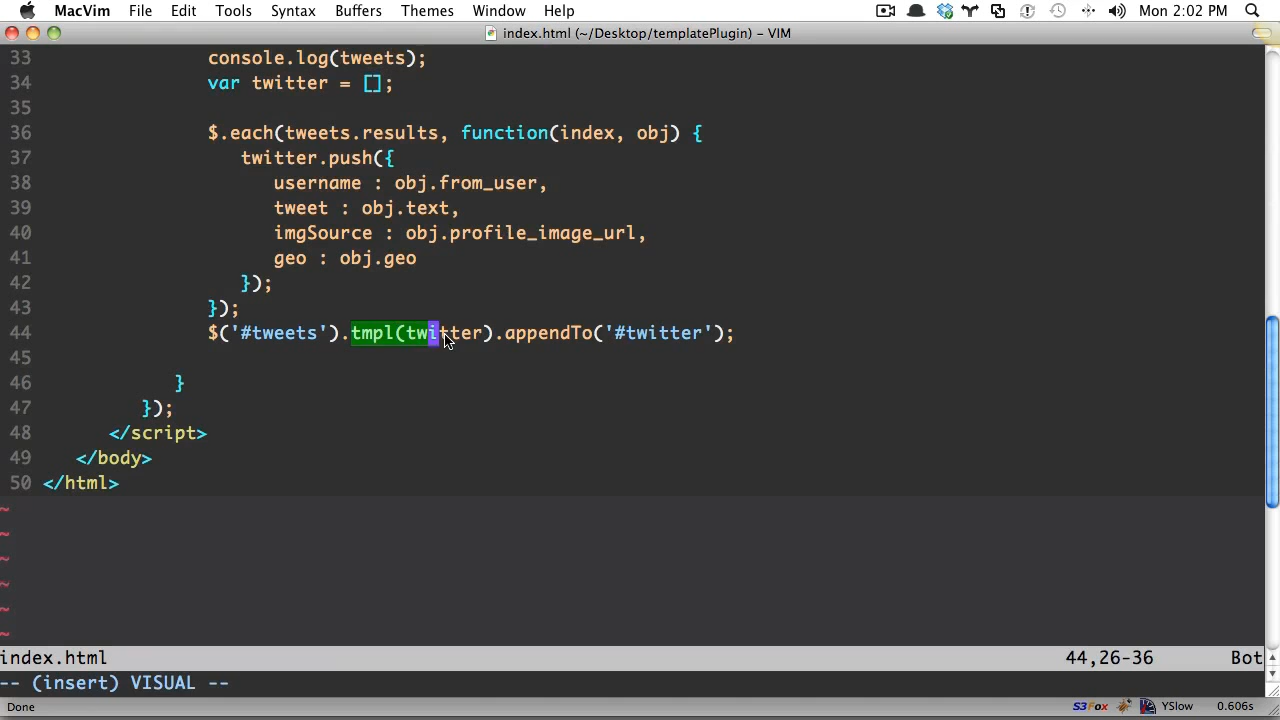 MacVim File Edit Tools Syntax Buffers Themes Window Help Mon 2:02 PM
index.html (~/Desktop/templatePlugin) – VIM
33 console.log(tweets);
34 var twitter = [];
35
36 $.each(tweets.results, function(index, obj) {
37 twitter.push({
38 username : obj.from_user,
39 tweet : obj.text,
40 imgSource : obj.profile_image_url,
41 geo : obj.geo
42 });
43 });
44 $('#tweets').tmpl(twitter).appendTo('#twitter');
45
46 }
47 });
48 </script>
49 </body>
50 </html>
~
~
~
~
~
~
index.html 44,26-36 Bot
-- (insert) VISUAL --
Done S3Fox YSlow 0.606s